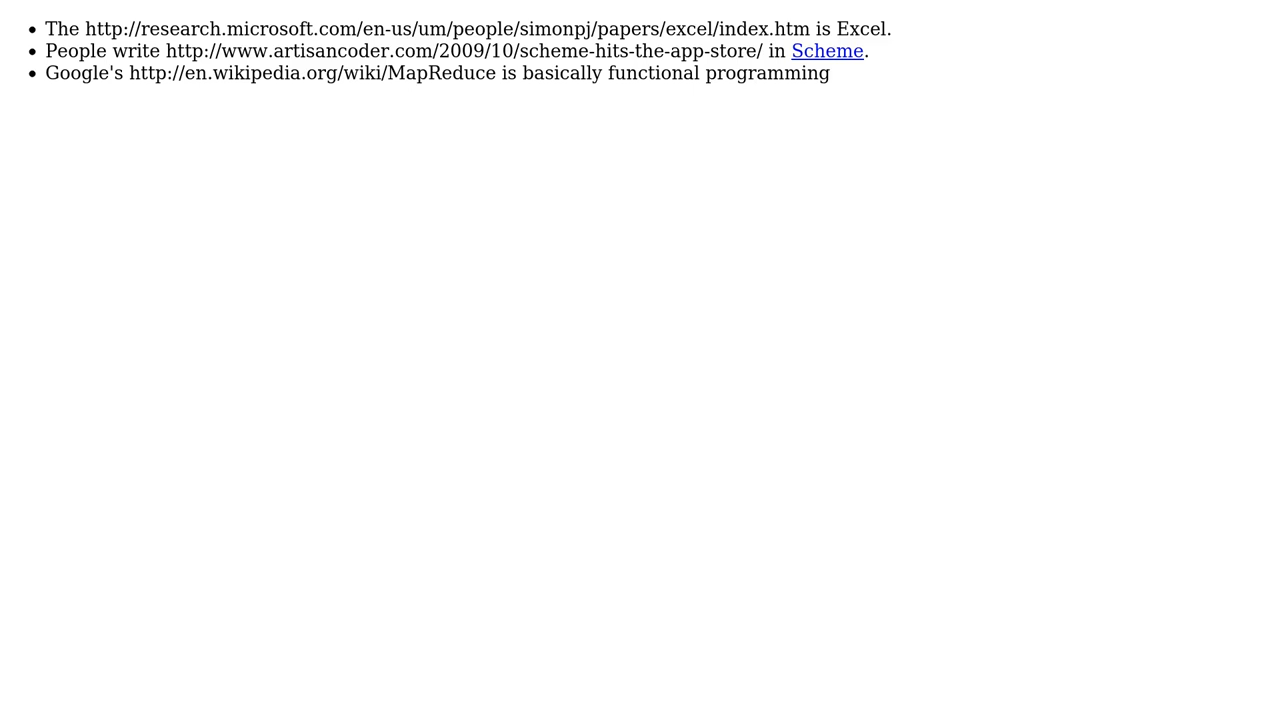 The http://research.microsoft.com/en-us/um/people/simonpj/papers/excel/index.htm is Excel.
People write http://www.artisancoder.com/2009/10/scheme-hits-the-app-store/ in Scheme.
Google's http://en.wikipedia.org/wiki/MapReduce is basically functional programming